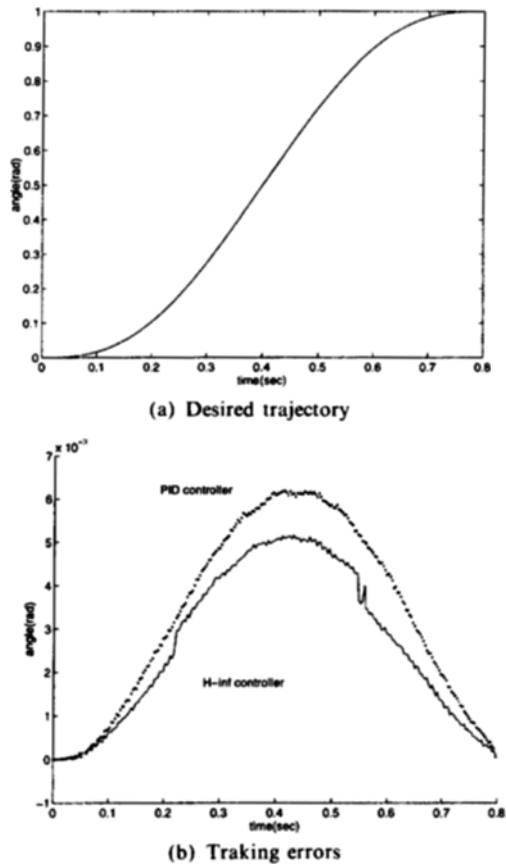 1
0.9
0.8
0.7
0.6
0.5
0.4
0.3
0.2
0.1
0
angle(rad)
0 0.1 0.2 0.3 0.4 0.5 0.6 0.7 0.8
time(sec)
(a) Desired trajectory
x 10⁻³
7
6
5
4
3
2
1
0
-1
angle(rad)
PID controller
H-inf controller
0 0.1 0.2 0.3 0.4 0.5 0.6 0.7 0.8
time(sec)
(b) Traking errors